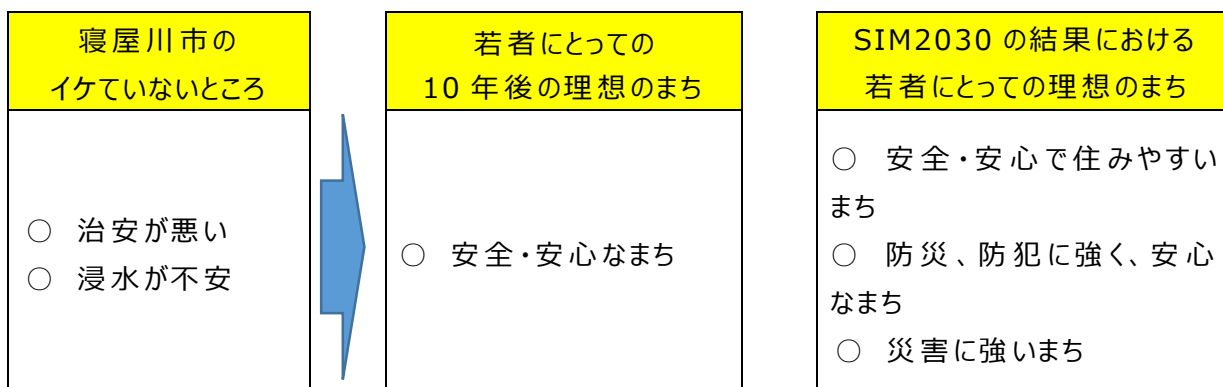 寝屋川市の
イケていないところ
○ 治安が悪い
○ 浸水が不安
若者にとっての
10年後の理想のまち
○ 安全・安心なまち
SIM2030の結果における
若者にとっての理想のまち
○ 安全・安心で住みやすい
まち
○ 防災、防犯に強く、安心
なまち
○ 災害に強いまち